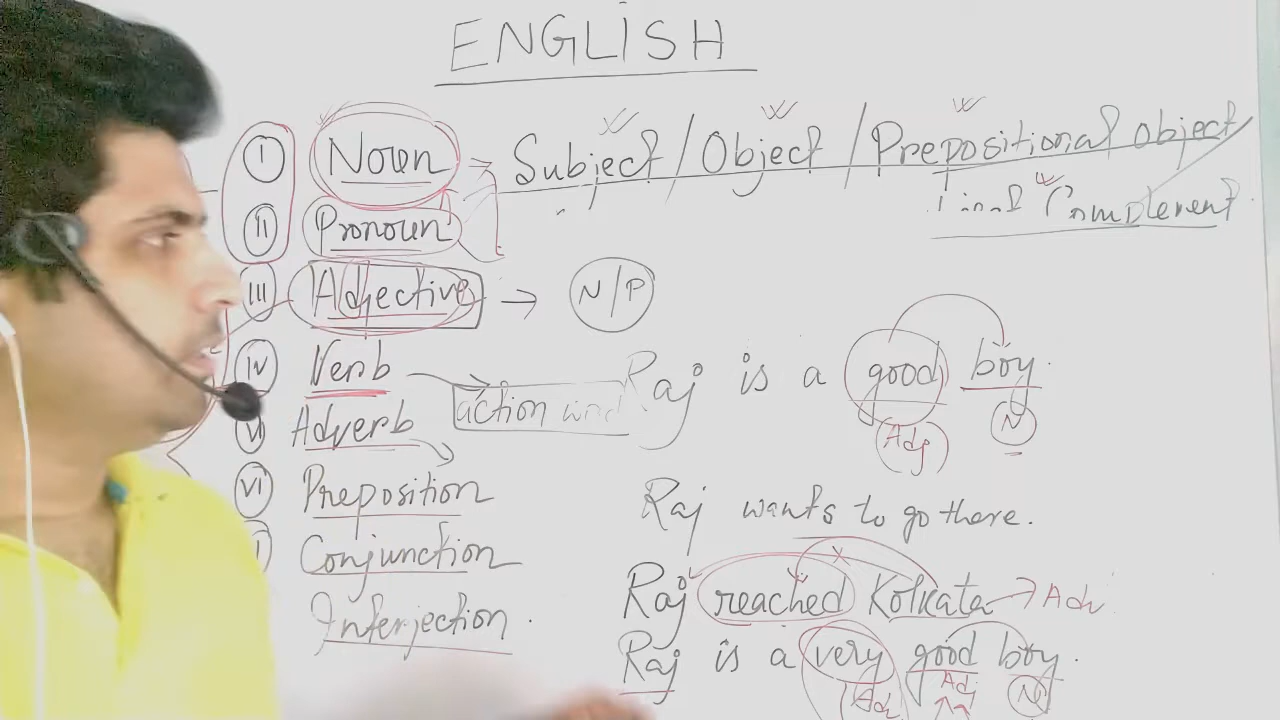 ENGLISH
I Noun → Subject / Object / Prepositional object
II Pronoun Complement
III Adjective → N/P
IV Verb → action word Raj is a good boy.
Adj N
V Adverb
VI Preposition Raj wants to go there.
Conjunction
Raj reached Kolkata → Adv
Interjection.
Raj is a very good boy.
Adv Adj N